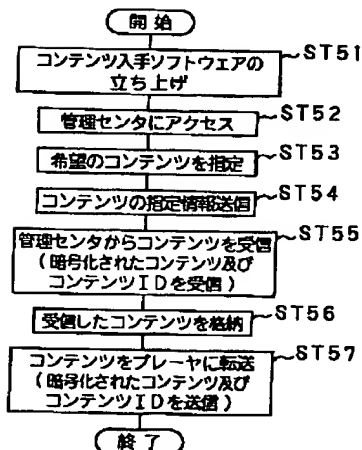 開始
コンテンツ入手ソフトウェアの
立ち上げ
ST51
管理センタにアクセス
ST52
希望のコンテンツを指定
ST53
コンテンツの指定情報送信
ST54
管理センタからコンテンツを受信
(暗号化されたコンテンツ及び
コンテンツIDを受信)
ST55
受信したコンテンツを格納
ST56
コンテンツをプレーヤに転送
(暗号化されたコンテンツ及び
コンテンツIDを送信)
ST57
終了